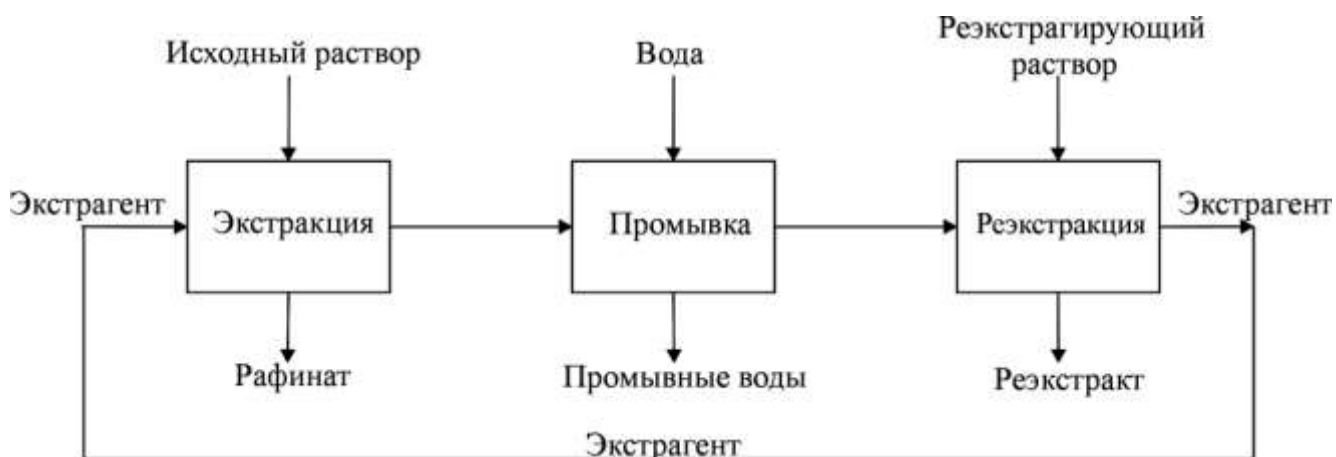 Исходный раствор
Вода
Реэкстрагирующий
раствор
Экстрагент
Экстракция
Промывка
Реэкстракция
Экстрагент
Рафинат
Промывные воды
Реэкстракт
Экстрагент